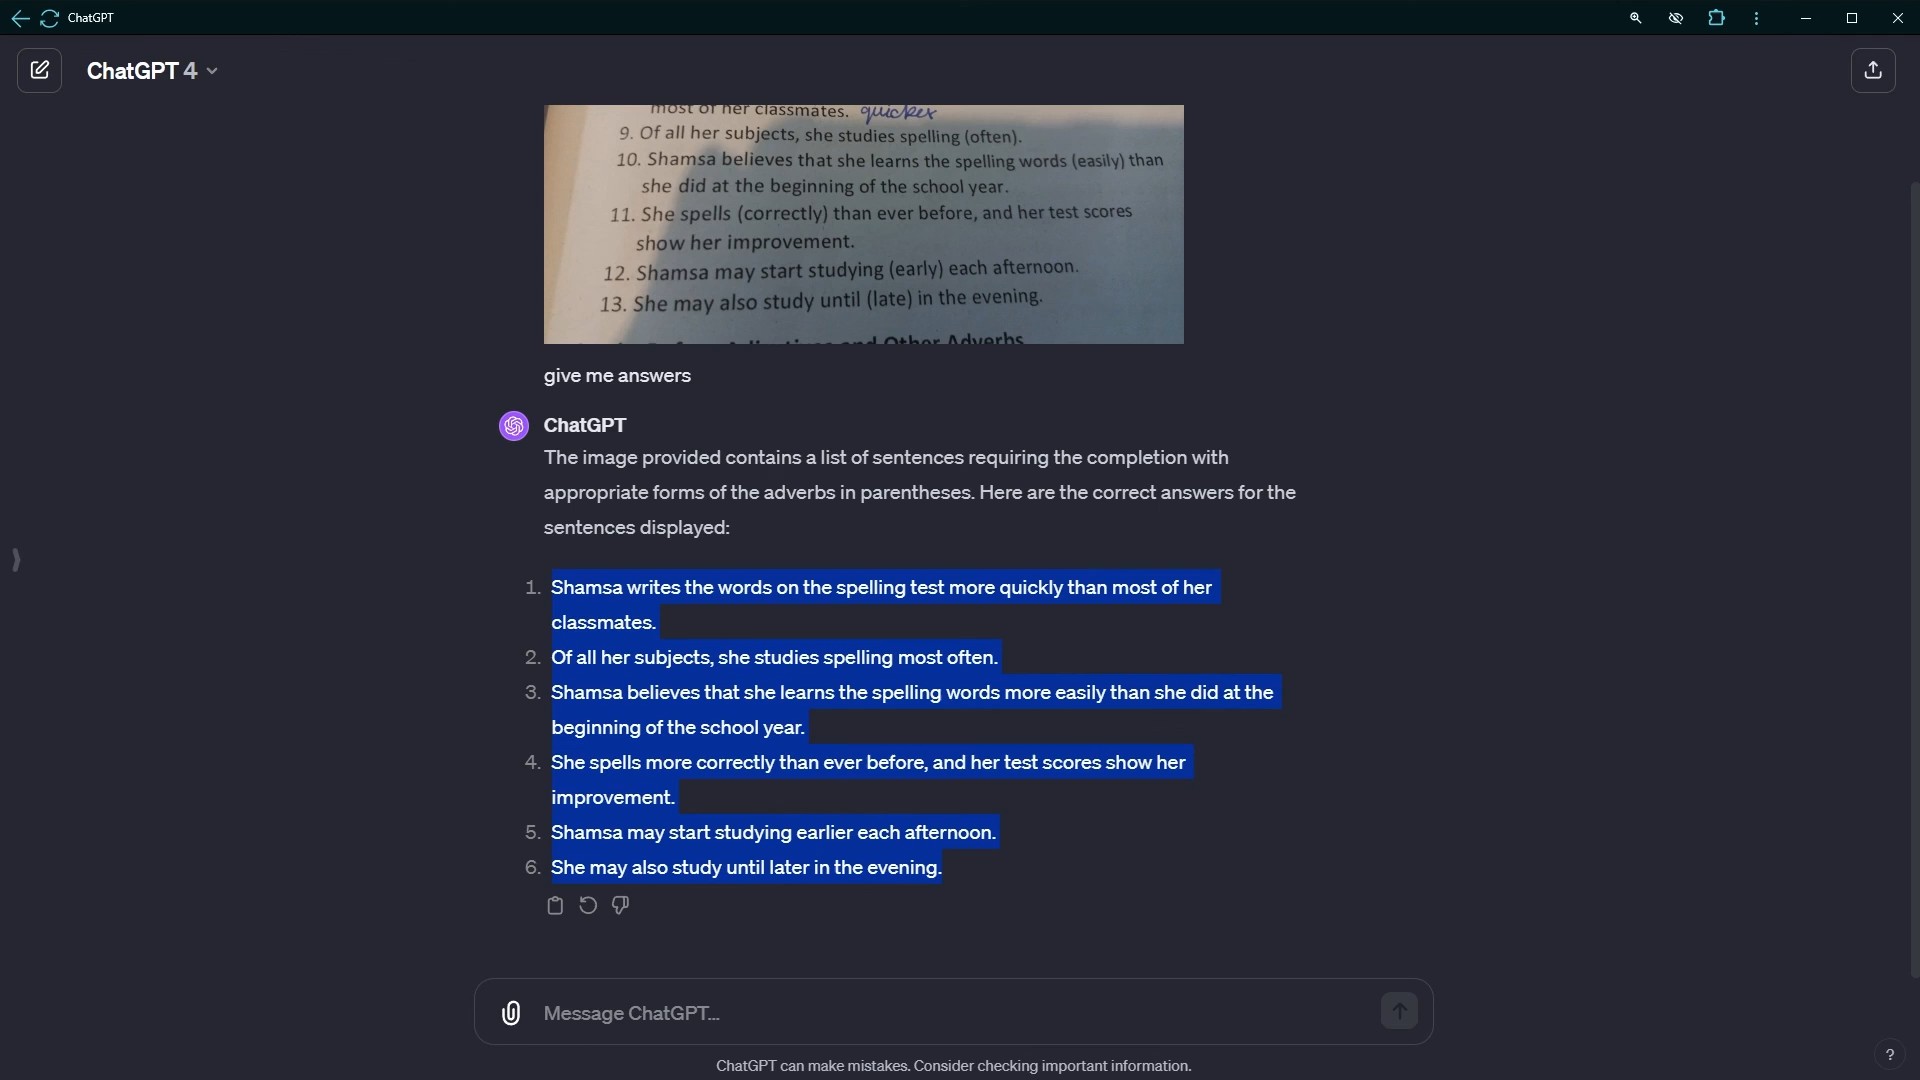 ChatGPT
ChatGPT 4
most of her classmates. quicker
9. Of all her subjects, she studies spelling (often).
10. Shamsa believes that she learns the spelling words (easily) than
she did at the beginning of the school year.
11. She spells (correctly) than ever before, and her test scores
show her improvement.
12. Shamsa may start studying (early) each afternoon.
13. She may also study until (late) in the evening.
and Other Adverbs
give me answers
ChatGPT
The image provided contains a list of sentences requiring the completion with
appropriate forms of the adverbs in parentheses. Here are the correct answers for the
sentences displayed:
1. Shamsa writes the words on the spelling test more quickly than most of her
classmates.
2. Of all her subjects, she studies spelling most often.
3. Shamsa believes that she learns the spelling words more easily than she did at the
beginning of the school year.
4. She spells more correctly than ever before, and her test scores show her
improvement.
5. Shamsa may start studying earlier each afternoon.
6. She may also study until later in the evening.
Message ChatGPT...
ChatGPT can make mistakes. Consider checking important information.
?